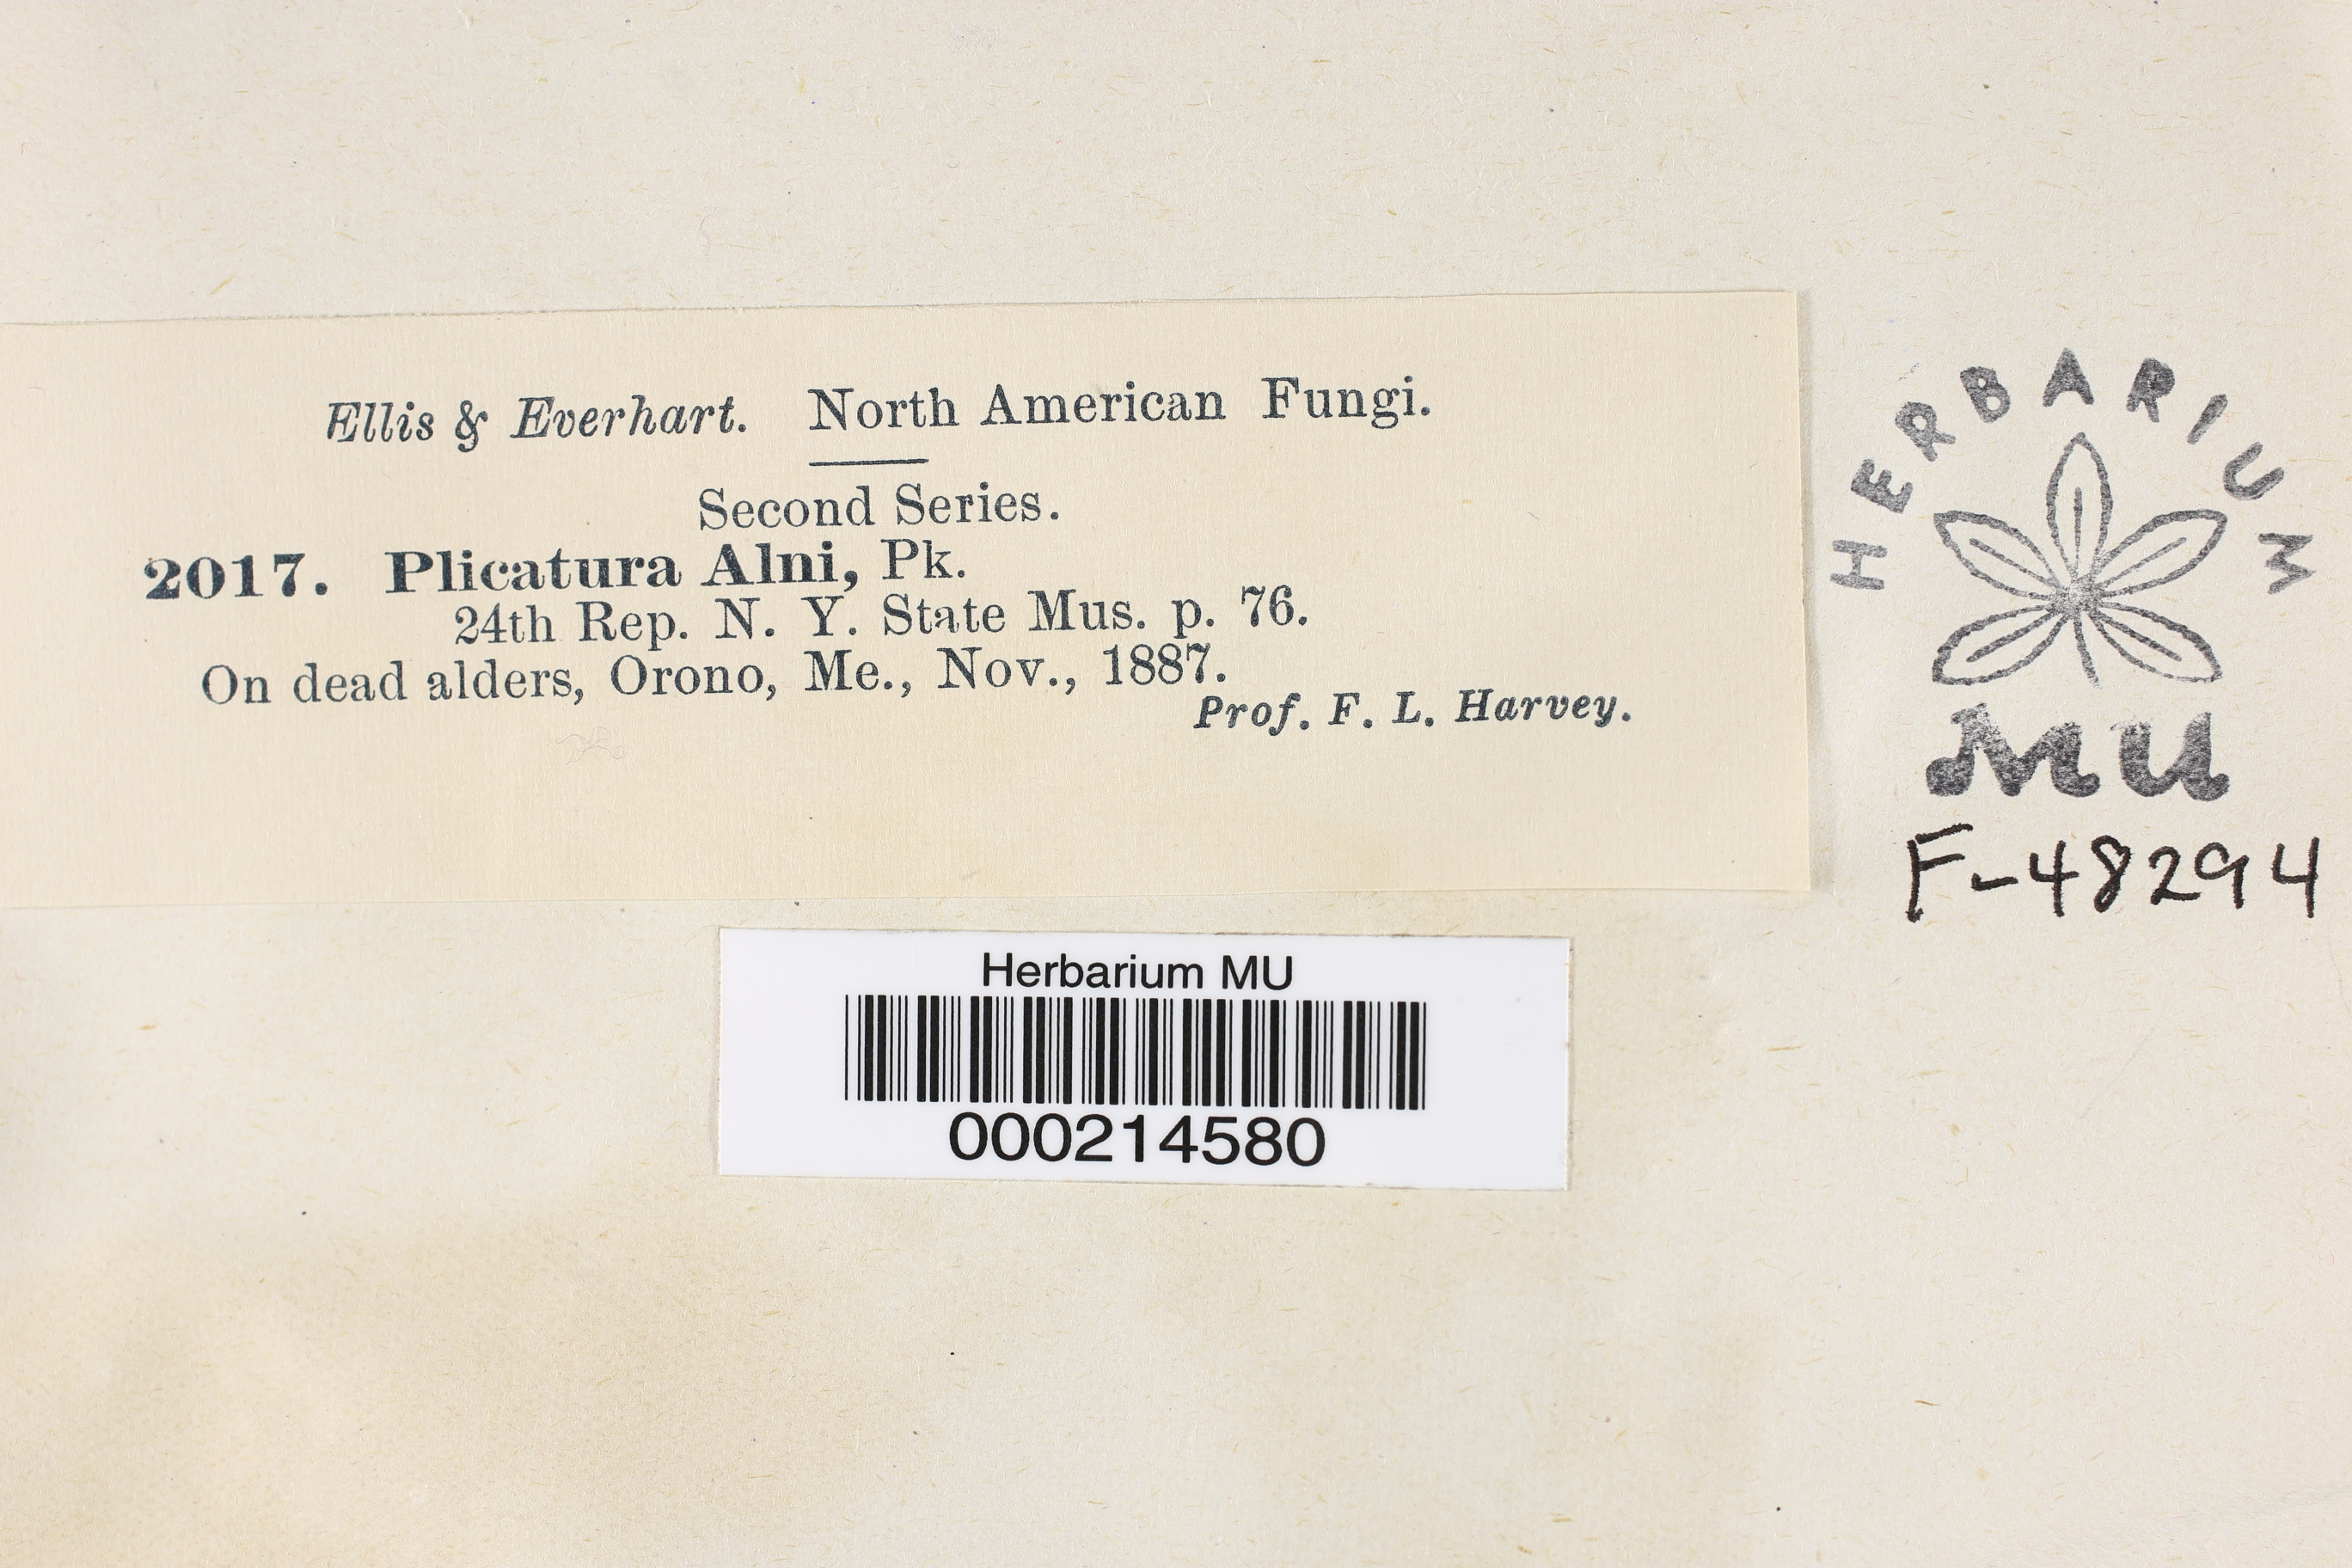 Ellis & Everhart. North American Fungi.
Second Series.
2017. Plicatura Alni, Pk.
24th Rep. N. Y. State Mus. p. 76.
On dead alders, Orono, Me., Nov., 1887.
Prof. F. L. Harvey.
HERBARIUM
MU
F-48294
Herbarium MU
000214580